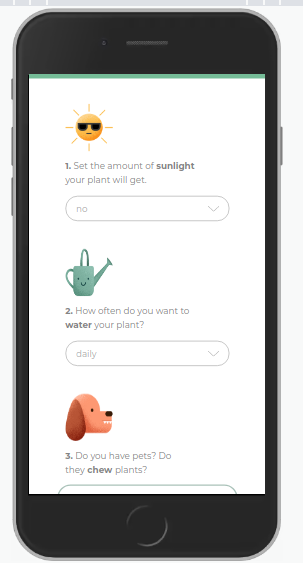 1. Set the amount of sunlight
your plant will get.
no
2. How often do you want to
water your plant?
daily
3. Do you have pets? Do
they chew plants?